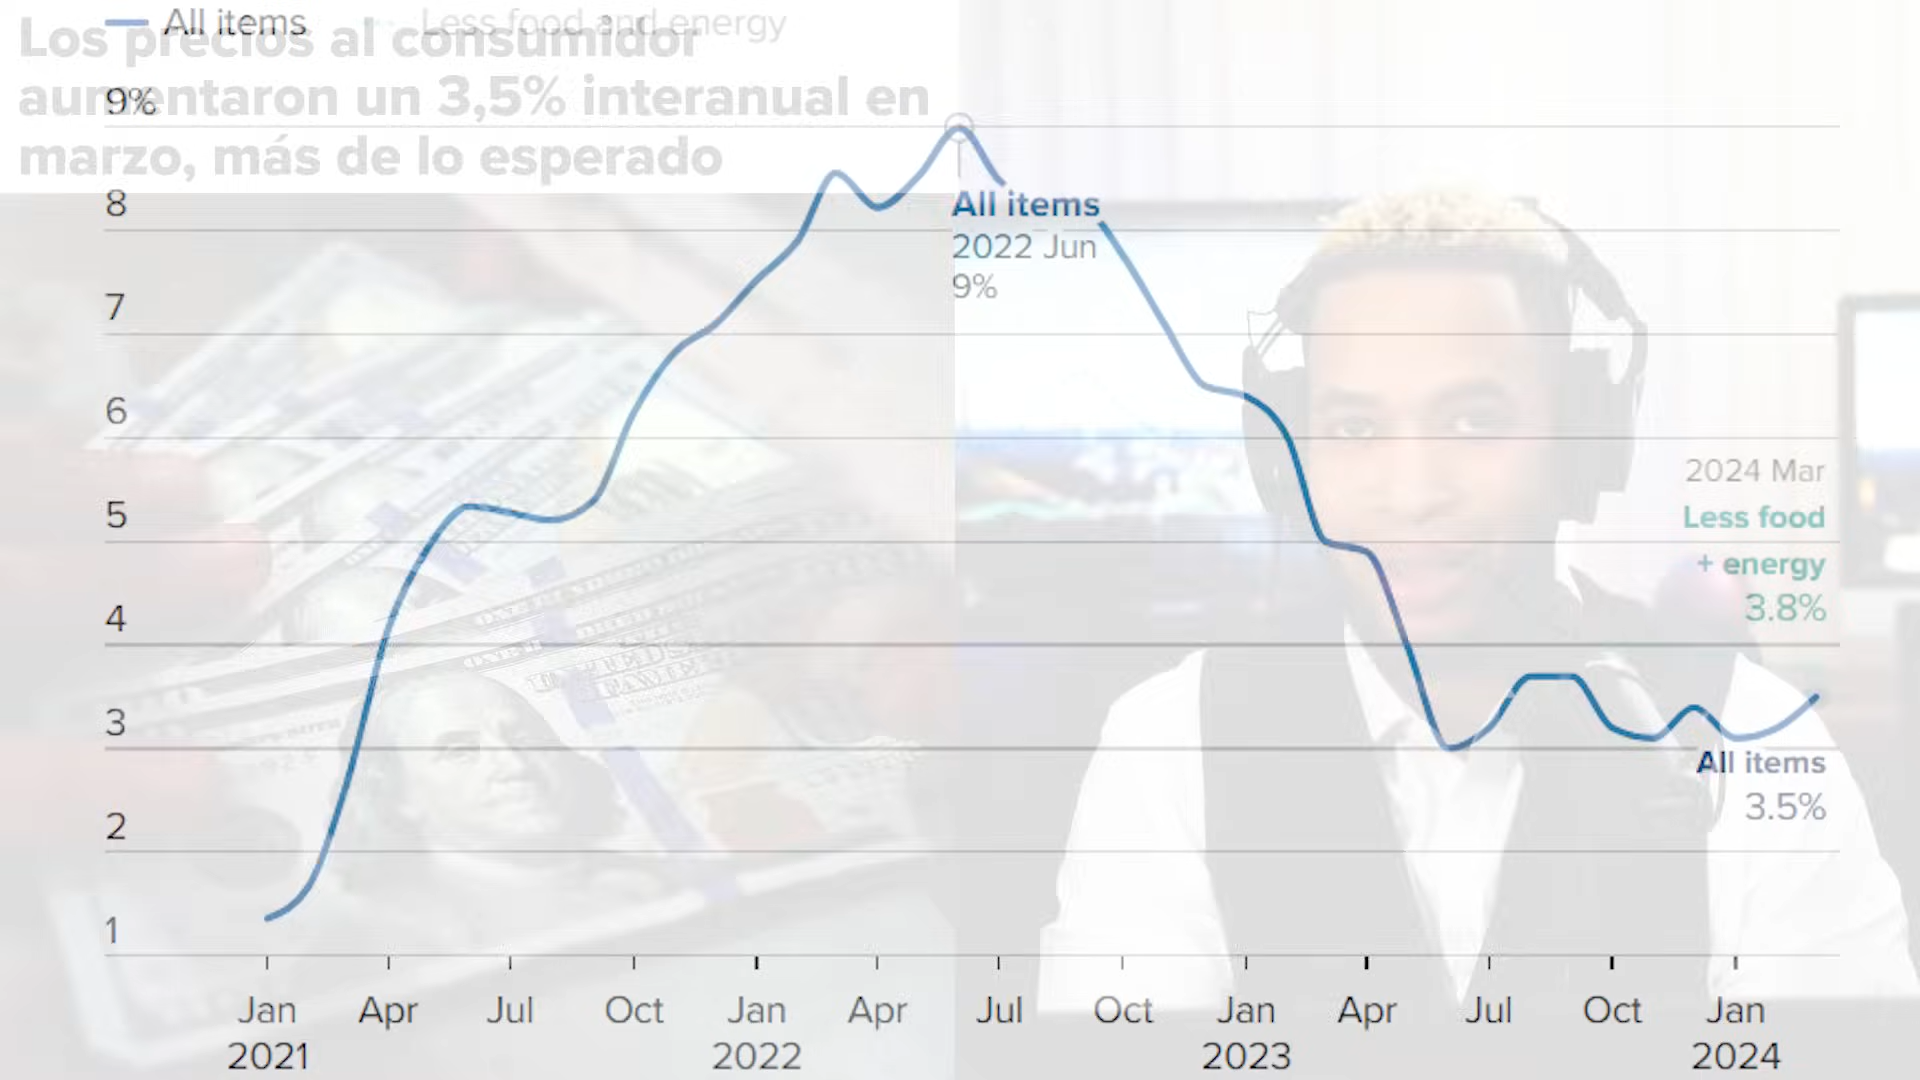 All items
Less food and energy
Los precios al consumidor
aumentaron un 3,5% interanual en
marzo, más de lo esperado
9%
8
All items
2022 Jun
9%
7
6
2024 Mar
5
Less food
+ energy
4
3.8%
3
All items
3.5%
2
1
Jan Apr Jul Oct Jan Apr Jul Oct Jan Apr Jul Oct Jan
2021 2022 2023 2024